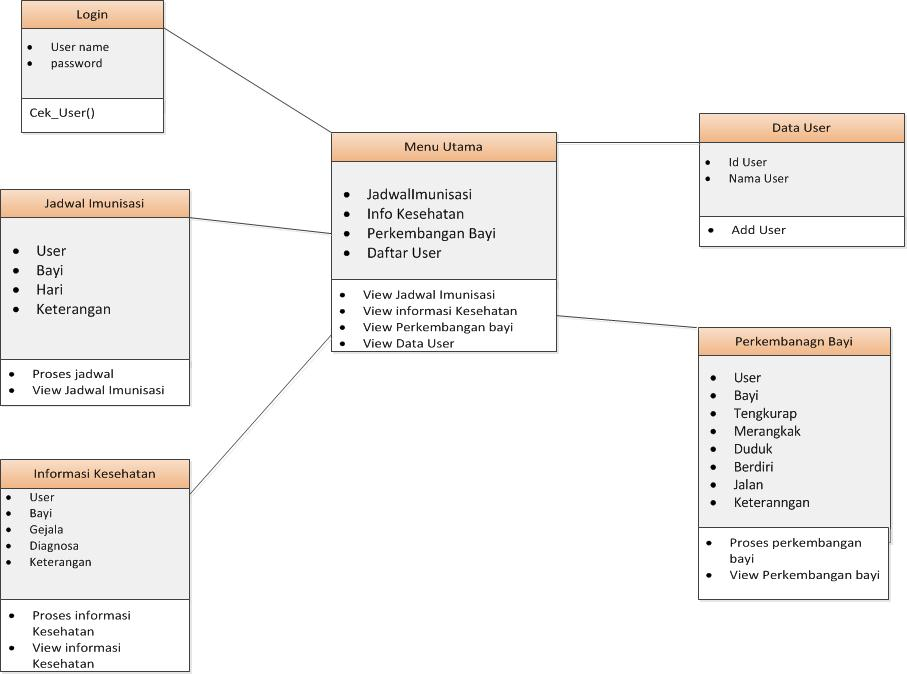 Login
User name
password
Cek_User()
Menu Utama
JadwalImunisasi
Info Kesehatan
Perkembangan Bayi
Daftar User
View Jadwal Imunisasi
View informasi Kesehatan
View Perkembangan bayi
View Data User
Data User
Id User
Nama User
Add User
Jadwal Imunisasi
User
Bayi
Hari
Keterangan
Proses jadwal
View Jadwal Imunisasi
Perkembanagn Bayi
User
Bayi
Tengkurap
Merangkak
Duduk
Berdiri
Jalan
Keteranngan
Proses perkembangan
bayi
View Perkembangan bayi
Informasi Kesehatan
User
Bayi
Gejala
Diagnosa
Keterangan
Proses informasi
Kesehatan
View informasi
Kesehatan